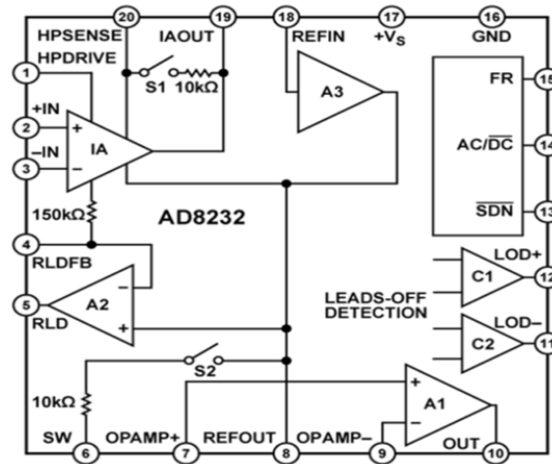 20 19 18 17 16
HPSENSE IAOUT REFIN +VS GND
HPDRIVE
1
S1 10kΩ
A3
FR 15
+IN
2
IA
AC/DC 14
–IN
3
150kΩ
AD8232
SDN 13
4
RLDFB
C1 LOD+ 12
A2
LEADS-OFF
DETECTION
5 RLD
LOD– 11
C2
S2
10kΩ
A1
SW OPAMP+ REFOUT OPAMP– OUT
6 7 8 9 10